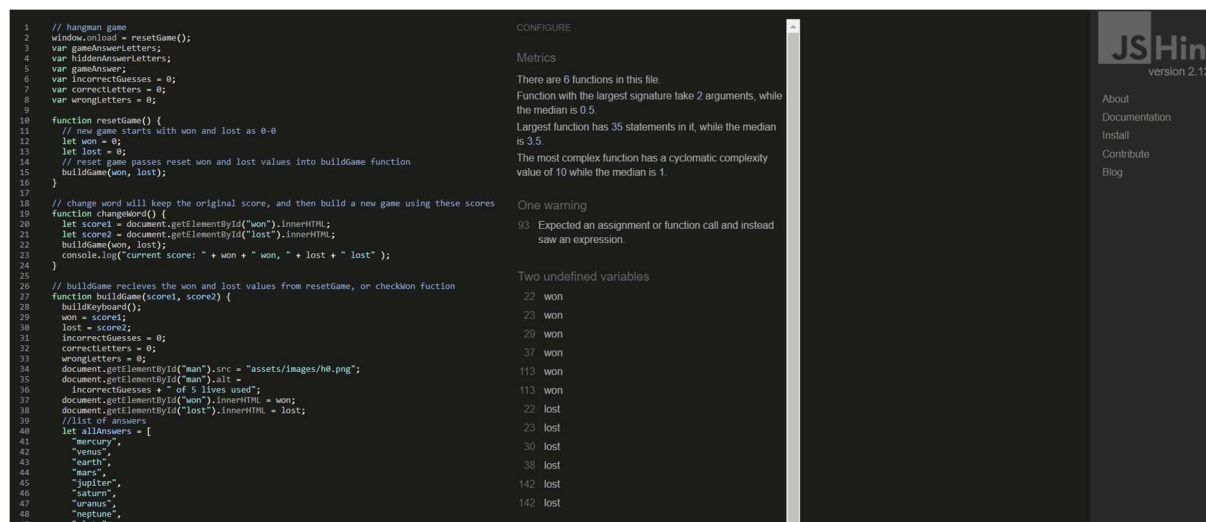 1 // hangman game
2 window.onload = resetGame();
3 var gameAnswerLetters;
4 var hiddenAnswerLetters;
5 var gameAnswer;
6 var incorrectGuesses = 0;
7 var correctLetters = 0;
8 var wrongLetters = 0;
9
10 function resetGame() {
11 // new game starts with won and lost as 0-0
12 let won = 0;
13 let lost = 0;
14 // reset game passes reset won and lost values into buildGame function
15 buildGame(won, lost);
16 }
17
18 // change word will keep the original score, and then build a new game using these scores
19 function changeWord() {
20 let score1 = document.getElementById("won").innerHTML;
21 let score2 = document.getElementById("lost").innerHTML;
22 buildGame(won, lost);
23 console.log("current score: " + won + " won, " + lost + " lost" );
24 }
25
26 // buildGame recieves the won and lost values from resetGame, or checkWon fuction
27 function buildGame(score1, score2) {
28 buildKeyboard();
29 won = score1;
30 lost = score2;
31 incorrectGuesses = 0;
32 correctLetters = 0;
33 wrongLetters = 0;
34 document.getElementById("man").src = "assets/images/h0.png";
35 document.getElementById("man").alt =
36 incorrectGuesses + " of 5 lives used";
37 document.getElementById("won").innerHTML = won;
38 document.getElementById("lost").innerHTML = lost;
39 //list of answers
40 let allAnswers = [
41 "mercury",
42 "venus",
43 "earth",
44 "mars",
45 "jupiter",
46 "saturn",
47 "uranus",
48 "neptune",
CONFIGURE
Metrics
There are 6 functions in this file.
Function with the largest signature take 2 arguments, while
the median is 0.5.
Largest function has 35 statements in it, while the median
is 3.5.
The most complex function has a cyclomatic complexity
value of 10 while the median is 1.
One warning
93 Expected an assignment or function call and instead
saw an expression.
Two undefined variables
22 won
23 won
29 won
37 won
113 won
113 won
22 lost
23 lost
30 lost
38 lost
142 lost
142 lost
JSHin
version 2.12
About
Documentation
Install
Contribute
Blog